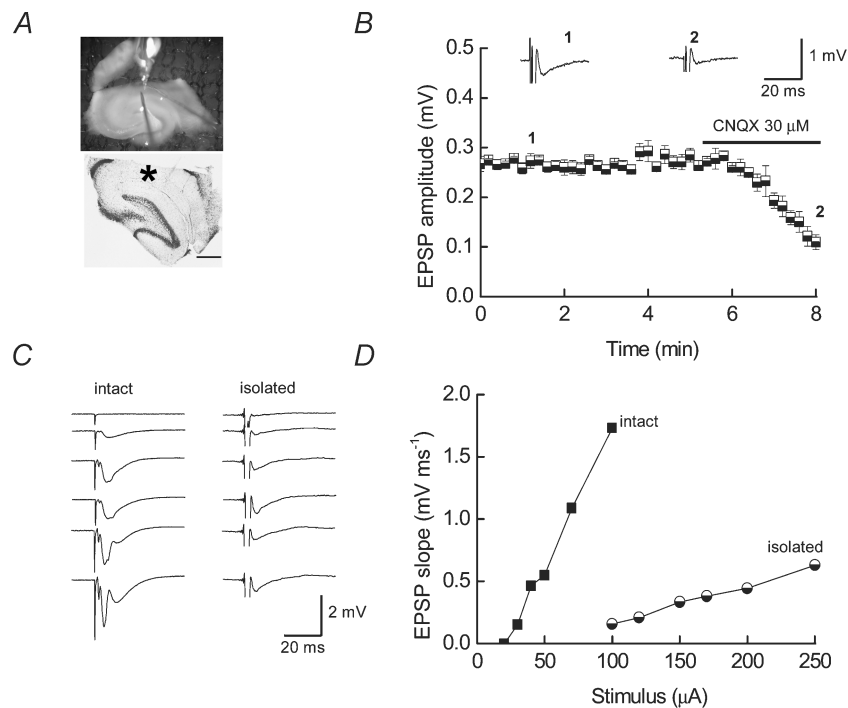 A
*
B
EPSP amplitude (mV)
0.5
0.4
0.3
0.2
0.1
0.0
1
2
1 mV
20 ms
CNQX 30 μM
1
2
0
2
4
6
8
Time (min)
C
intact
isolated
2 mV
20 ms
D
EPSP slope (mV ms-1)
2.0
1.5
1.0
0.5
0.0
intact
isolated
0
50
100
150
200
250
Stimulus (μA)